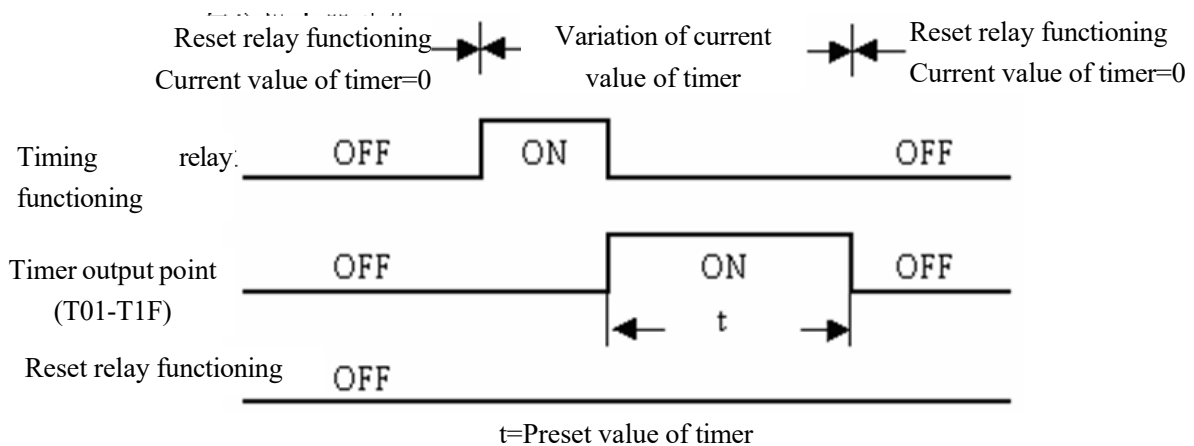 Reset relay functioning
Current value of timer=0
Variation of current
value of timer
Reset relay functioning
Current value of timer=0
Timing relay:
functioning
OFF
ON
OFF
Timer output point
(T01-T1F)
OFF
ON
OFF
t
Reset relay functioning
OFF
t=Preset value of timer